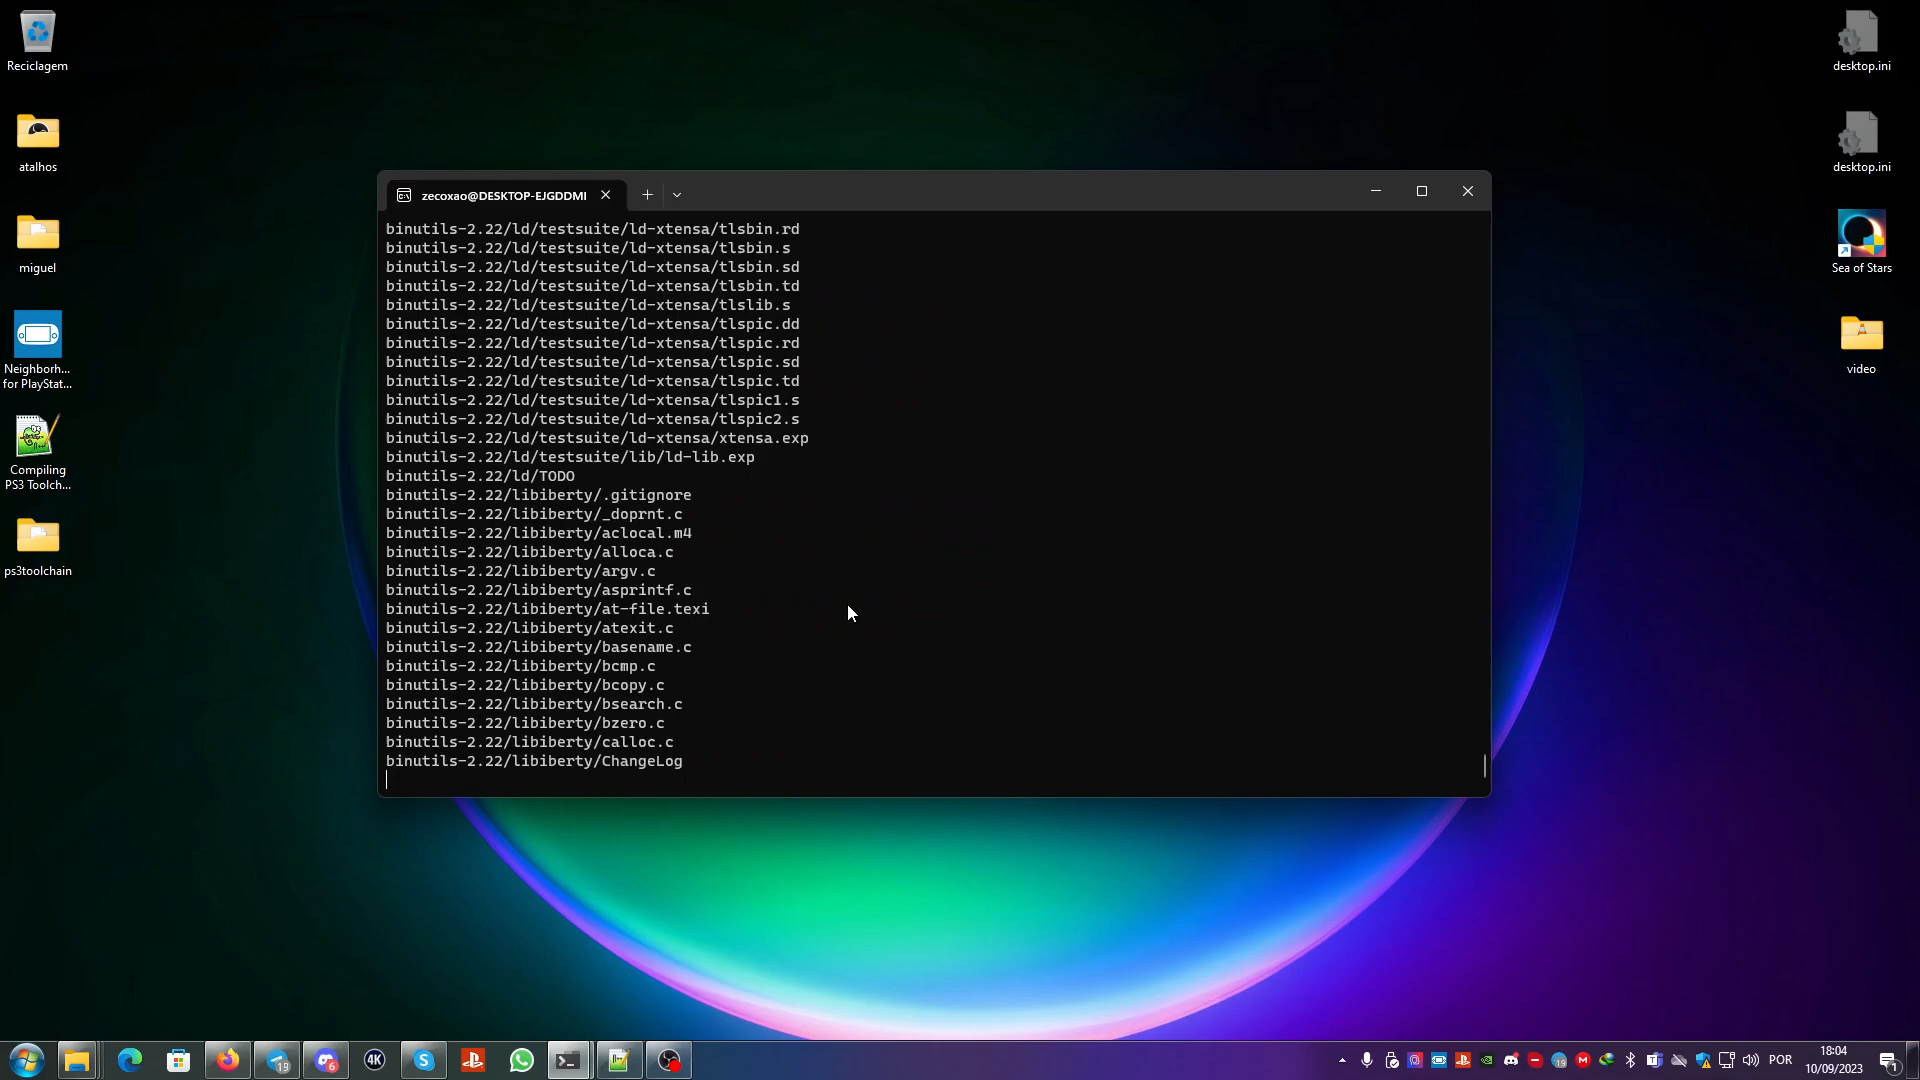 Reciclagem
atalhos
miguel
Neighborh...
for PlayStat...
Compiling
PS3 Toolch...
ps3toolchain
desktop.ini
desktop.ini
Sea of Stars
video
zecoxao@DESKTOP-EJGDDMI
binutils-2.22/ld/testsuite/ld-xtensa/tlsbin.rd
binutils-2.22/ld/testsuite/ld-xtensa/tlsbin.s
binutils-2.22/ld/testsuite/ld-xtensa/tlsbin.sd
binutils-2.22/ld/testsuite/ld-xtensa/tlsbin.td
binutils-2.22/ld/testsuite/ld-xtensa/tlslib.s
binutils-2.22/ld/testsuite/ld-xtensa/tlspic.dd
binutils-2.22/ld/testsuite/ld-xtensa/tlspic.rd
binutils-2.22/ld/testsuite/ld-xtensa/tlspic.sd
binutils-2.22/ld/testsuite/ld-xtensa/tlspic.td
binutils-2.22/ld/testsuite/ld-xtensa/tlspic1.s
binutils-2.22/ld/testsuite/ld-xtensa/tlspic2.s
binutils-2.22/ld/testsuite/ld-xtensa/xtensa.exp
binutils-2.22/ld/testsuite/lib/ld-lib.exp
binutils-2.22/ld/TODO
binutils-2.22/libiberty/.gitignore
binutils-2.22/libiberty/_doprnt.c
binutils-2.22/libiberty/aclocal.m4
binutils-2.22/libiberty/alloca.c
binutils-2.22/libiberty/argv.c
binutils-2.22/libiberty/asprintf.c
binutils-2.22/libiberty/at-file.texi
binutils-2.22/libiberty/atexit.c
binutils-2.22/libiberty/basename.c
binutils-2.22/libiberty/bcmp.c
binutils-2.22/libiberty/bcopy.c
binutils-2.22/libiberty/bsearch.c
binutils-2.22/libiberty/bzero.c
binutils-2.22/libiberty/calloc.c
binutils-2.22/libiberty/ChangeLog
19
6
4K
S
19
POR
18:04
10/09/2023
1